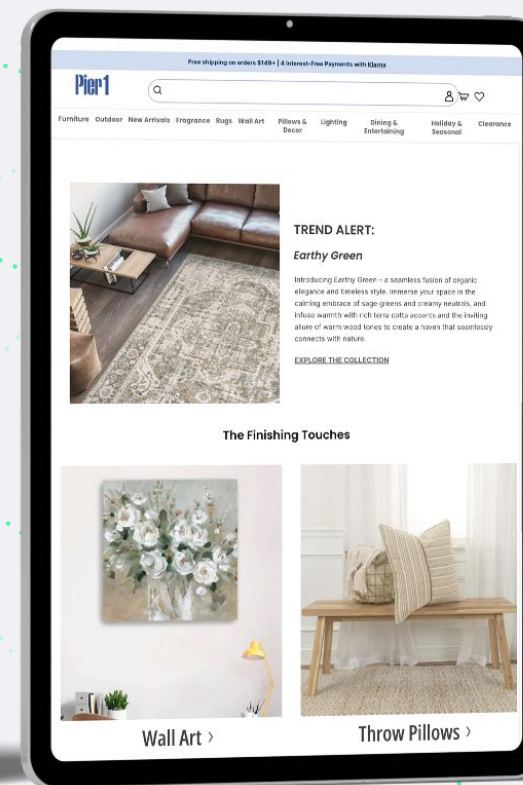 Free shipping on orders $149+ | 4 Interest-Free Payments with Klarna
Pier 1
Furniture Outdoor New Arrivals Fragrance Rugs Wall Art Pillows & Decor Lighting Dining & Entertaining Holiday & Seasonal Clearance
TREND ALERT:
Earthy Green
Introducing Earthy Green – a seamless fusion of organic
elegance and timeless style. Immerse your space in the
calming embrace of sage greens and creamy neutrals, and
infuse warmth with rich terra cotta accents and the inviting
allure of warm wood tones to create a haven that seamlessly
connects with nature.
EXPLORE THE COLLECTION
The Finishing Touches
Wall Art >
Throw Pillows >